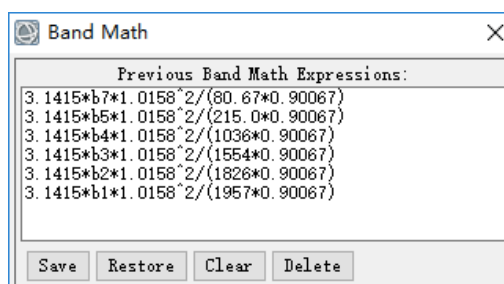 Band Math
Previous Band Math Expressions:
3.1415*b7*1.0158^2/(80.67*0.90067)
3.1415*b5*1.0158^2/(215.0*0.90067)
3.1415*b4*1.0158^2/(1036*0.90067)
3.1415*b3*1.0158^2/(1554*0.90067)
3.1415*b2*1.0158^2/(1826*0.90067)
3.1415*b1*1.0158^2/(1957*0.90067)
Save Restore Clear Delete